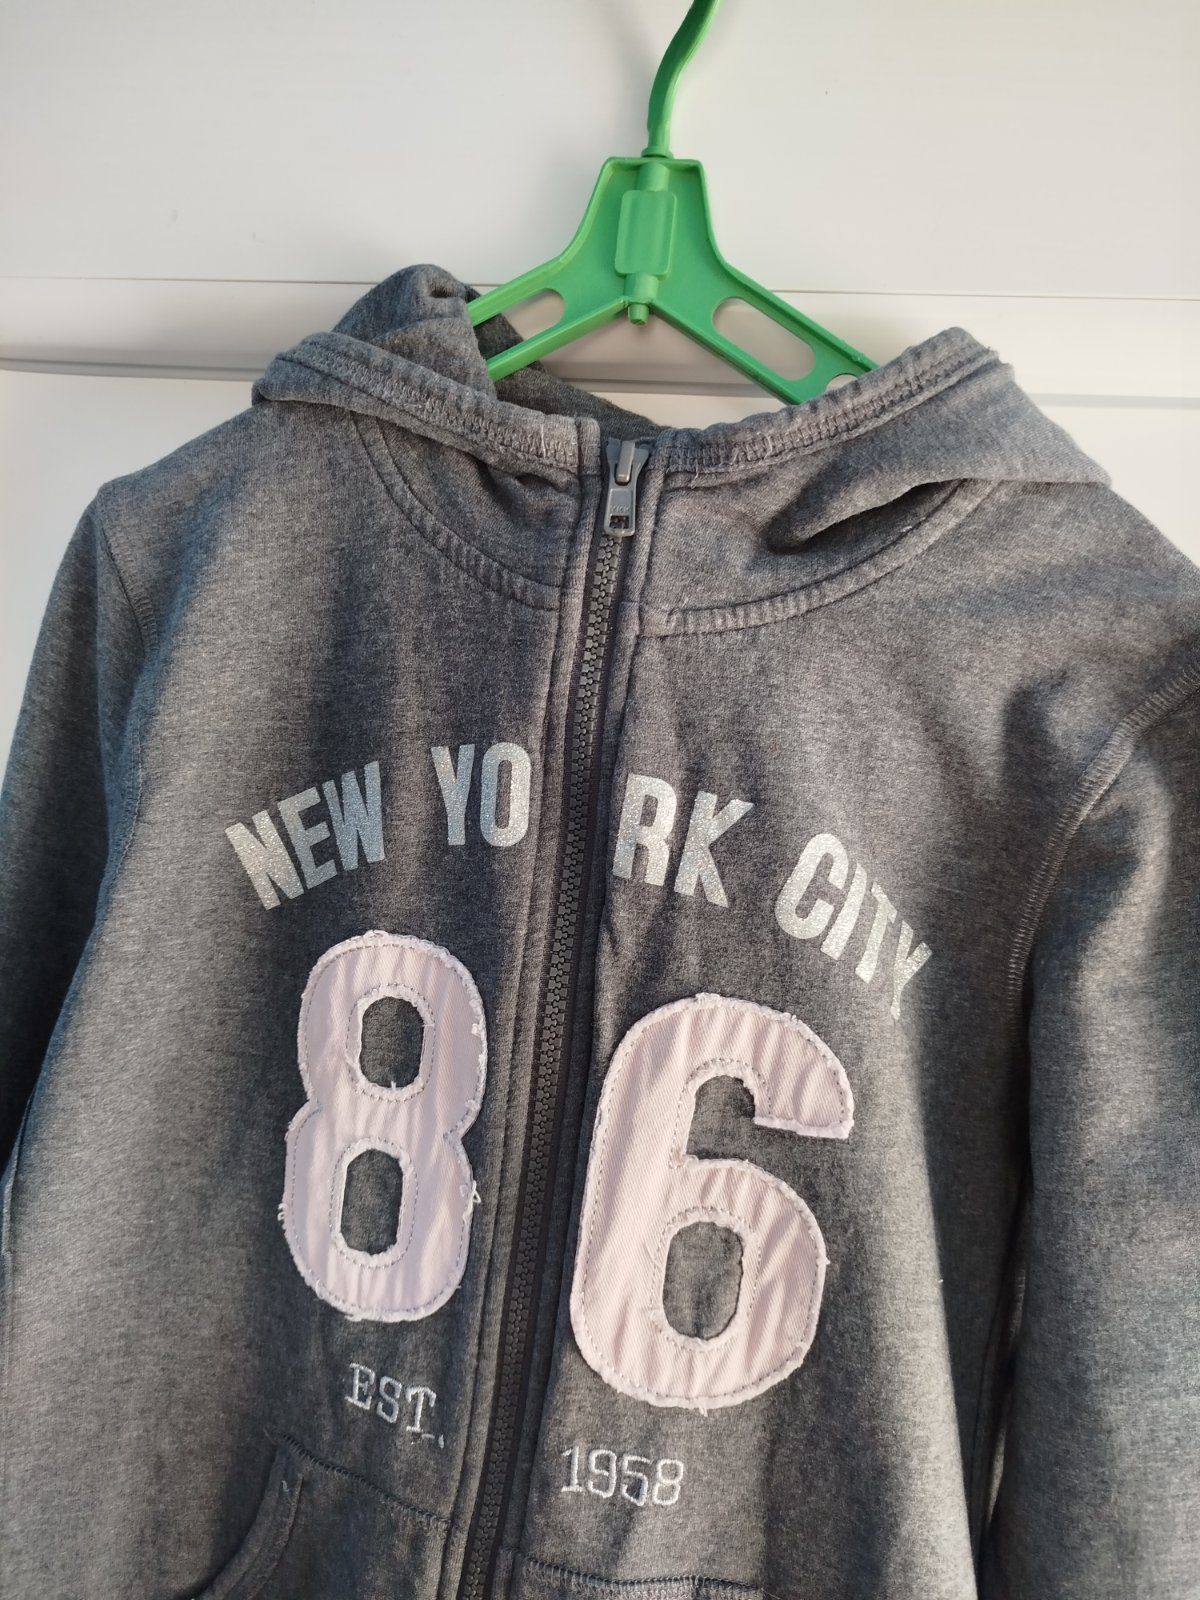 NEW YORK CITY
86
EST. 1958